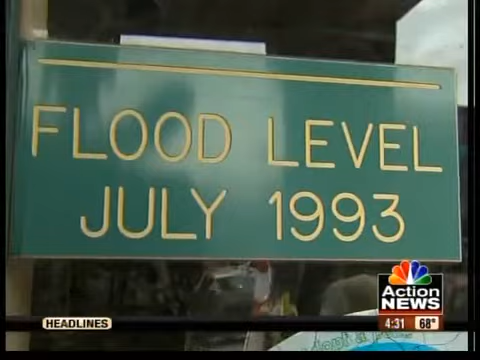 FLOOD LEVEL
JULY 1993
Action
NEWS
HEADLINES
4:31 68°